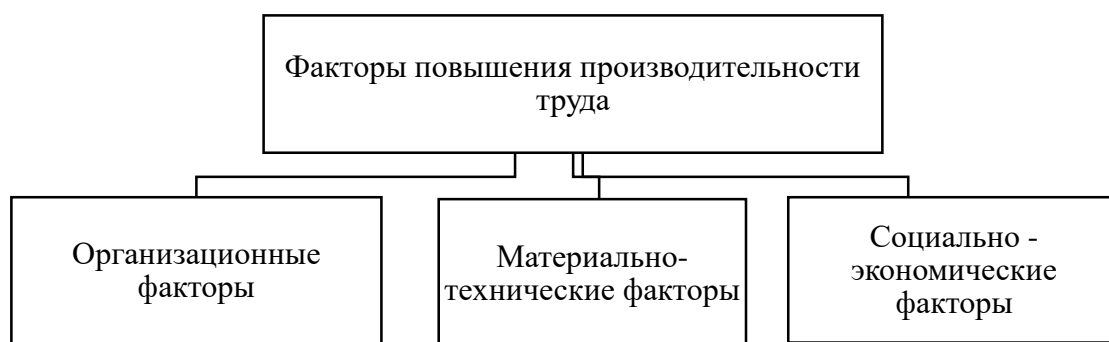 Факторы повышения производительности
труда
Организационные
факторы
Материально-
технические факторы
Социально -
экономические
факторы